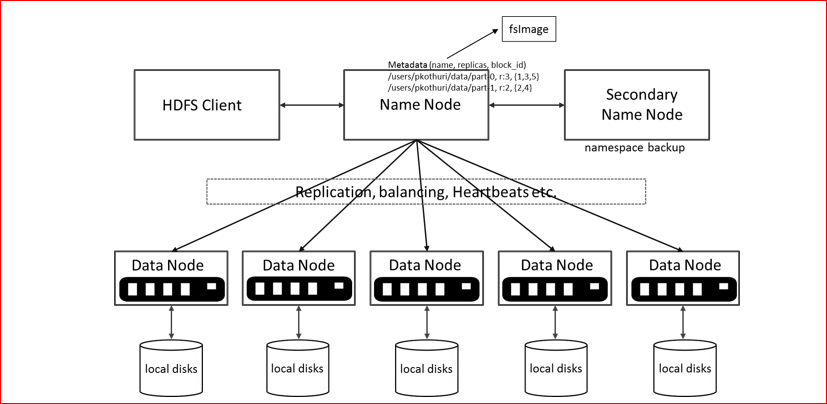 fsImage
Metadata (name, replicas, block_id)
/users/pkothuri/data/part-0, r:3, {1,3,5}
/users/pkothuri/data/part-1, r:2, {2,4}
HDFS Client
Name Node
Secondary
Name Node
namespace backup
Replication, balancing, Heartbeats etc.
Data Node
Data Node
Data Node
Data Node
Data Node
local disks
local disks
local disks
local disks
local disks